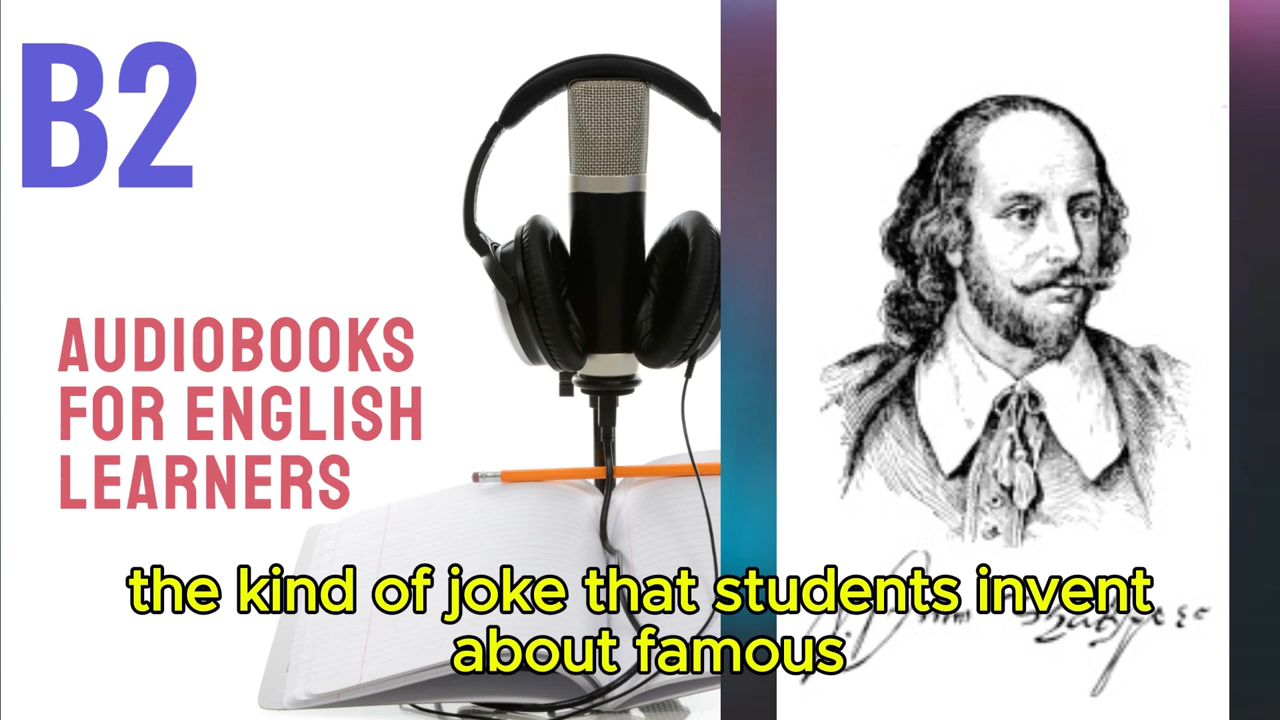 B2
AUDIOBOOKS
FOR ENGLISH
LEARNERS
the kind of joke that students invent
about famous